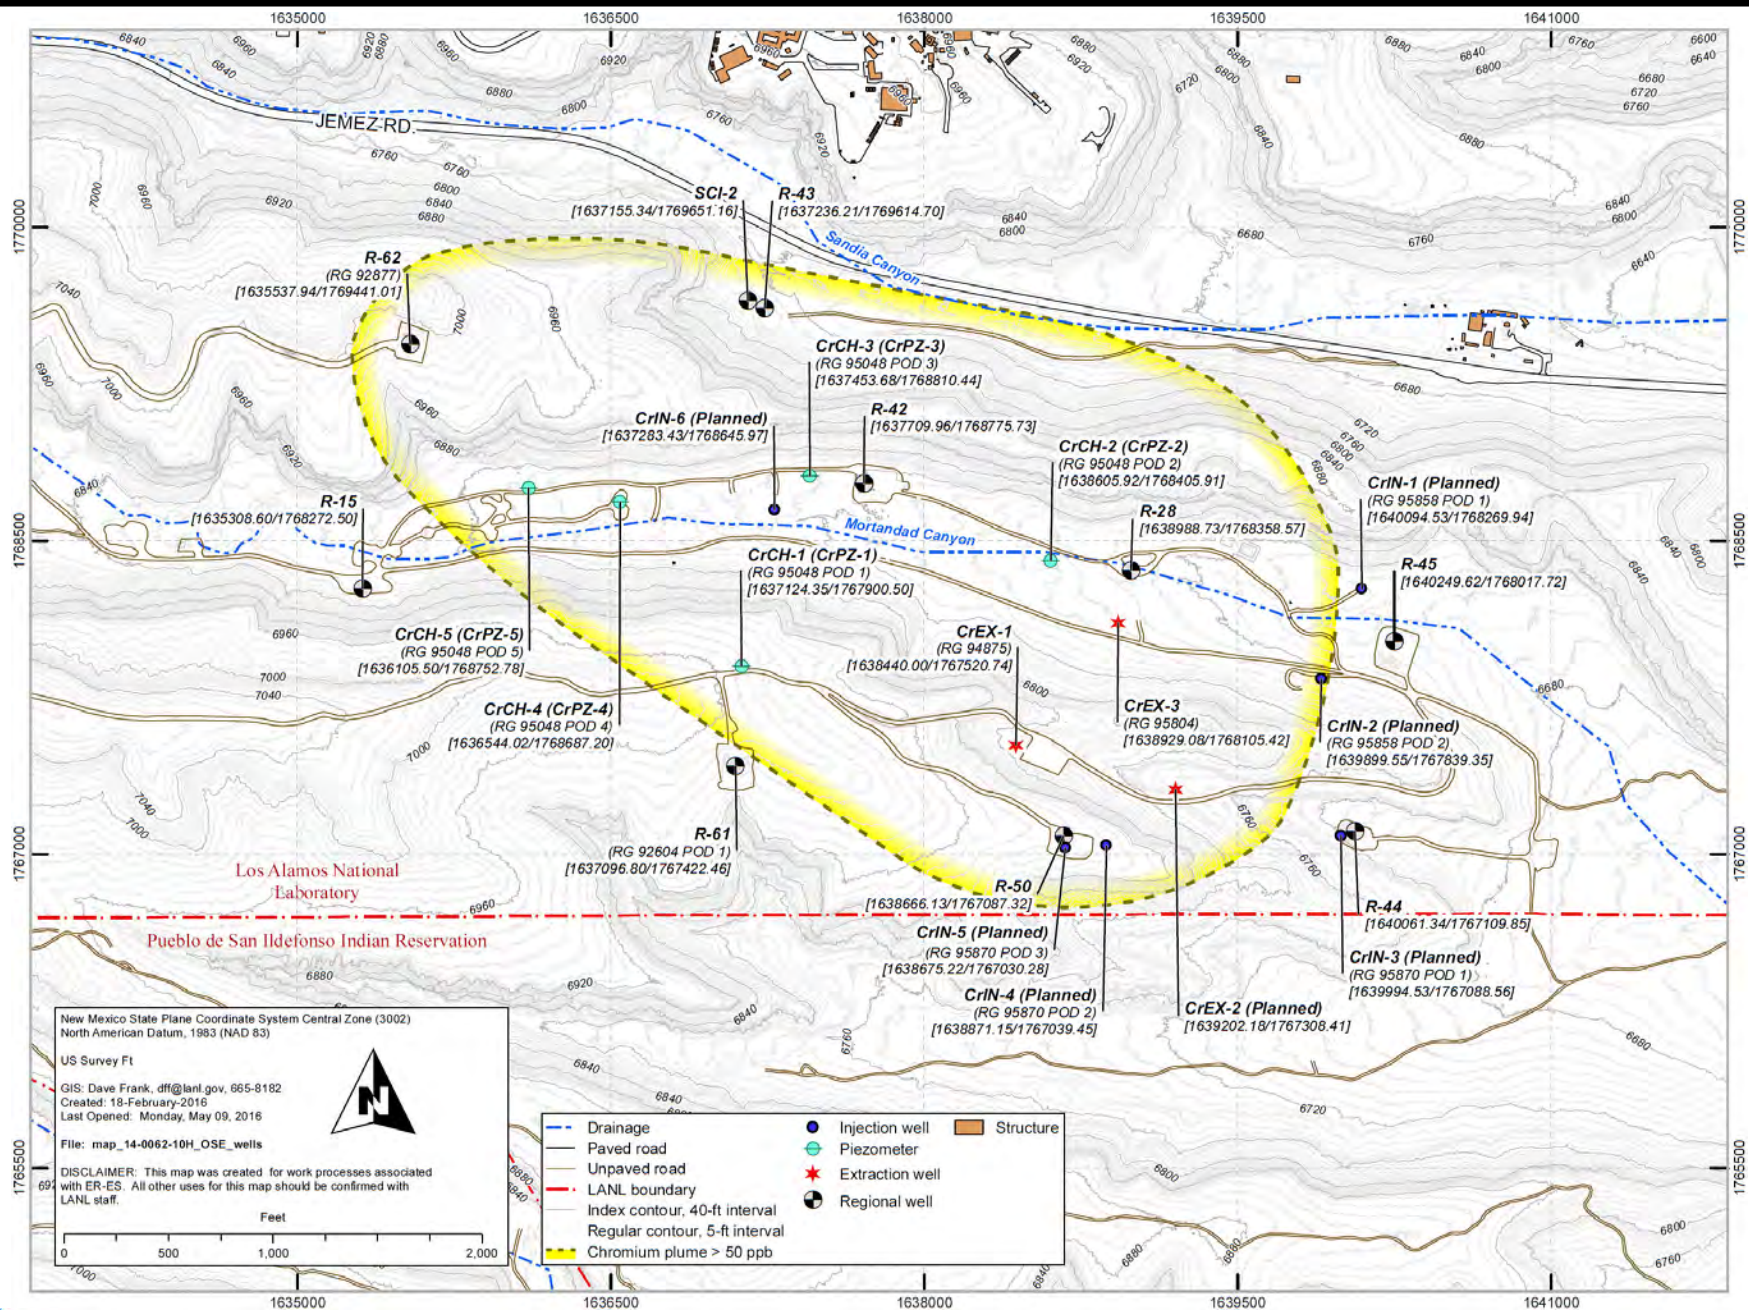 1635000
1636500
1638000
1639500
1641000
JEMEZ RD.
SCI-2
[1637155.34/1769651.16]
R-43
[1637236.21/1769614.70]
Sandia Canyon
R-62
(RG 92877)
[1635537.94/1769441.01]
CrCH-3 (CrPZ-3)
(RG 95048 POD 3)
[1637453.68/1768810.44]
CrIN-6 (Planned)
[1637283.43/1768645.97]
R-42
[1637709.96/1768775.73]
CrCH-2 (CrPZ-2)
(RG 95048 POD 2)
[1638605.92/1768405.91]
CrIN-1 (Planned)
(RG 95858 POD 1)
[1640094.53/1768269.94]
R-15
[1635308.60/1768272.50]
R-28
[1638988.73/1768358.57]
Mortandad Canyon
CrCH-1 (CrPZ-1)
(RG 95048 POD 1)
[1637124.35/1767900.50]
R-45
[1640249.62/1768017.72]
CrCH-5 (CrPZ-5)
(RG 95048 POD 5)
[1636105.50/1768752.78]
CrEX-1
(RG 94875)
[1638440.00/1767520.74]
CrCH-4 (CrPZ-4)
(RG 95048 POD 4)
[1636544.02/1768687.20]
CrEX-3
(RG 95804)
[1638929.08/1768105.42]
CrIN-2 (Planned)
(RG 95858 POD 2)
[1639899.55/1767839.35]
R-61
(RG 92604 POD 1)
[1637096.80/1767422.46]
R-50
[1638666.13/1767087.32]
R-44
[1640061.34/1767109.85]
CrIN-5 (Planned)
(RG 95870 POD 3)
[1638675.22/1767030.28]
CrIN-3 (Planned)
(RG 95870 POD 1)
[1639994.53/1767088.56]
CrIN-4 (Planned)
(RG 95870 POD 2)
[1638871.15/1767039.45]
CrEX-2 (Planned)
[1639202.18/1767308.41]
Los Alamos National
Laboratory
Pueblo de San Ildefonso Indian Reservation
1770000
1768500
1767000
1765500
1770000
1768500
1767000
1765500
New Mexico State Plane Coordinate System Central Zone (3002)
North American Datum, 1983 (NAD 83)
US Survey Ft
GIS: Dave Frank, dff@lanl.gov, 665-8182
Created: 18-February-2016
Last Opened: Monday, May 09, 2016
File: map_14-0062-10H_OSE_wells
DISCLAIMER: This map was created for work processes associated
with ER-ES. All other uses for this map should be confirmed with
LANL staff.
N
Feet
0 500 1,000 2,000
Drainage
Paved road
Unpaved road
LANL boundary
Index contour, 40-ft interval
Regular contour, 5-ft interval
Chromium plume > 50 ppb
Injection well
Piezometer
Extraction well
Regional well
Structure
1635000
1636500
1638000
1639500
1641000